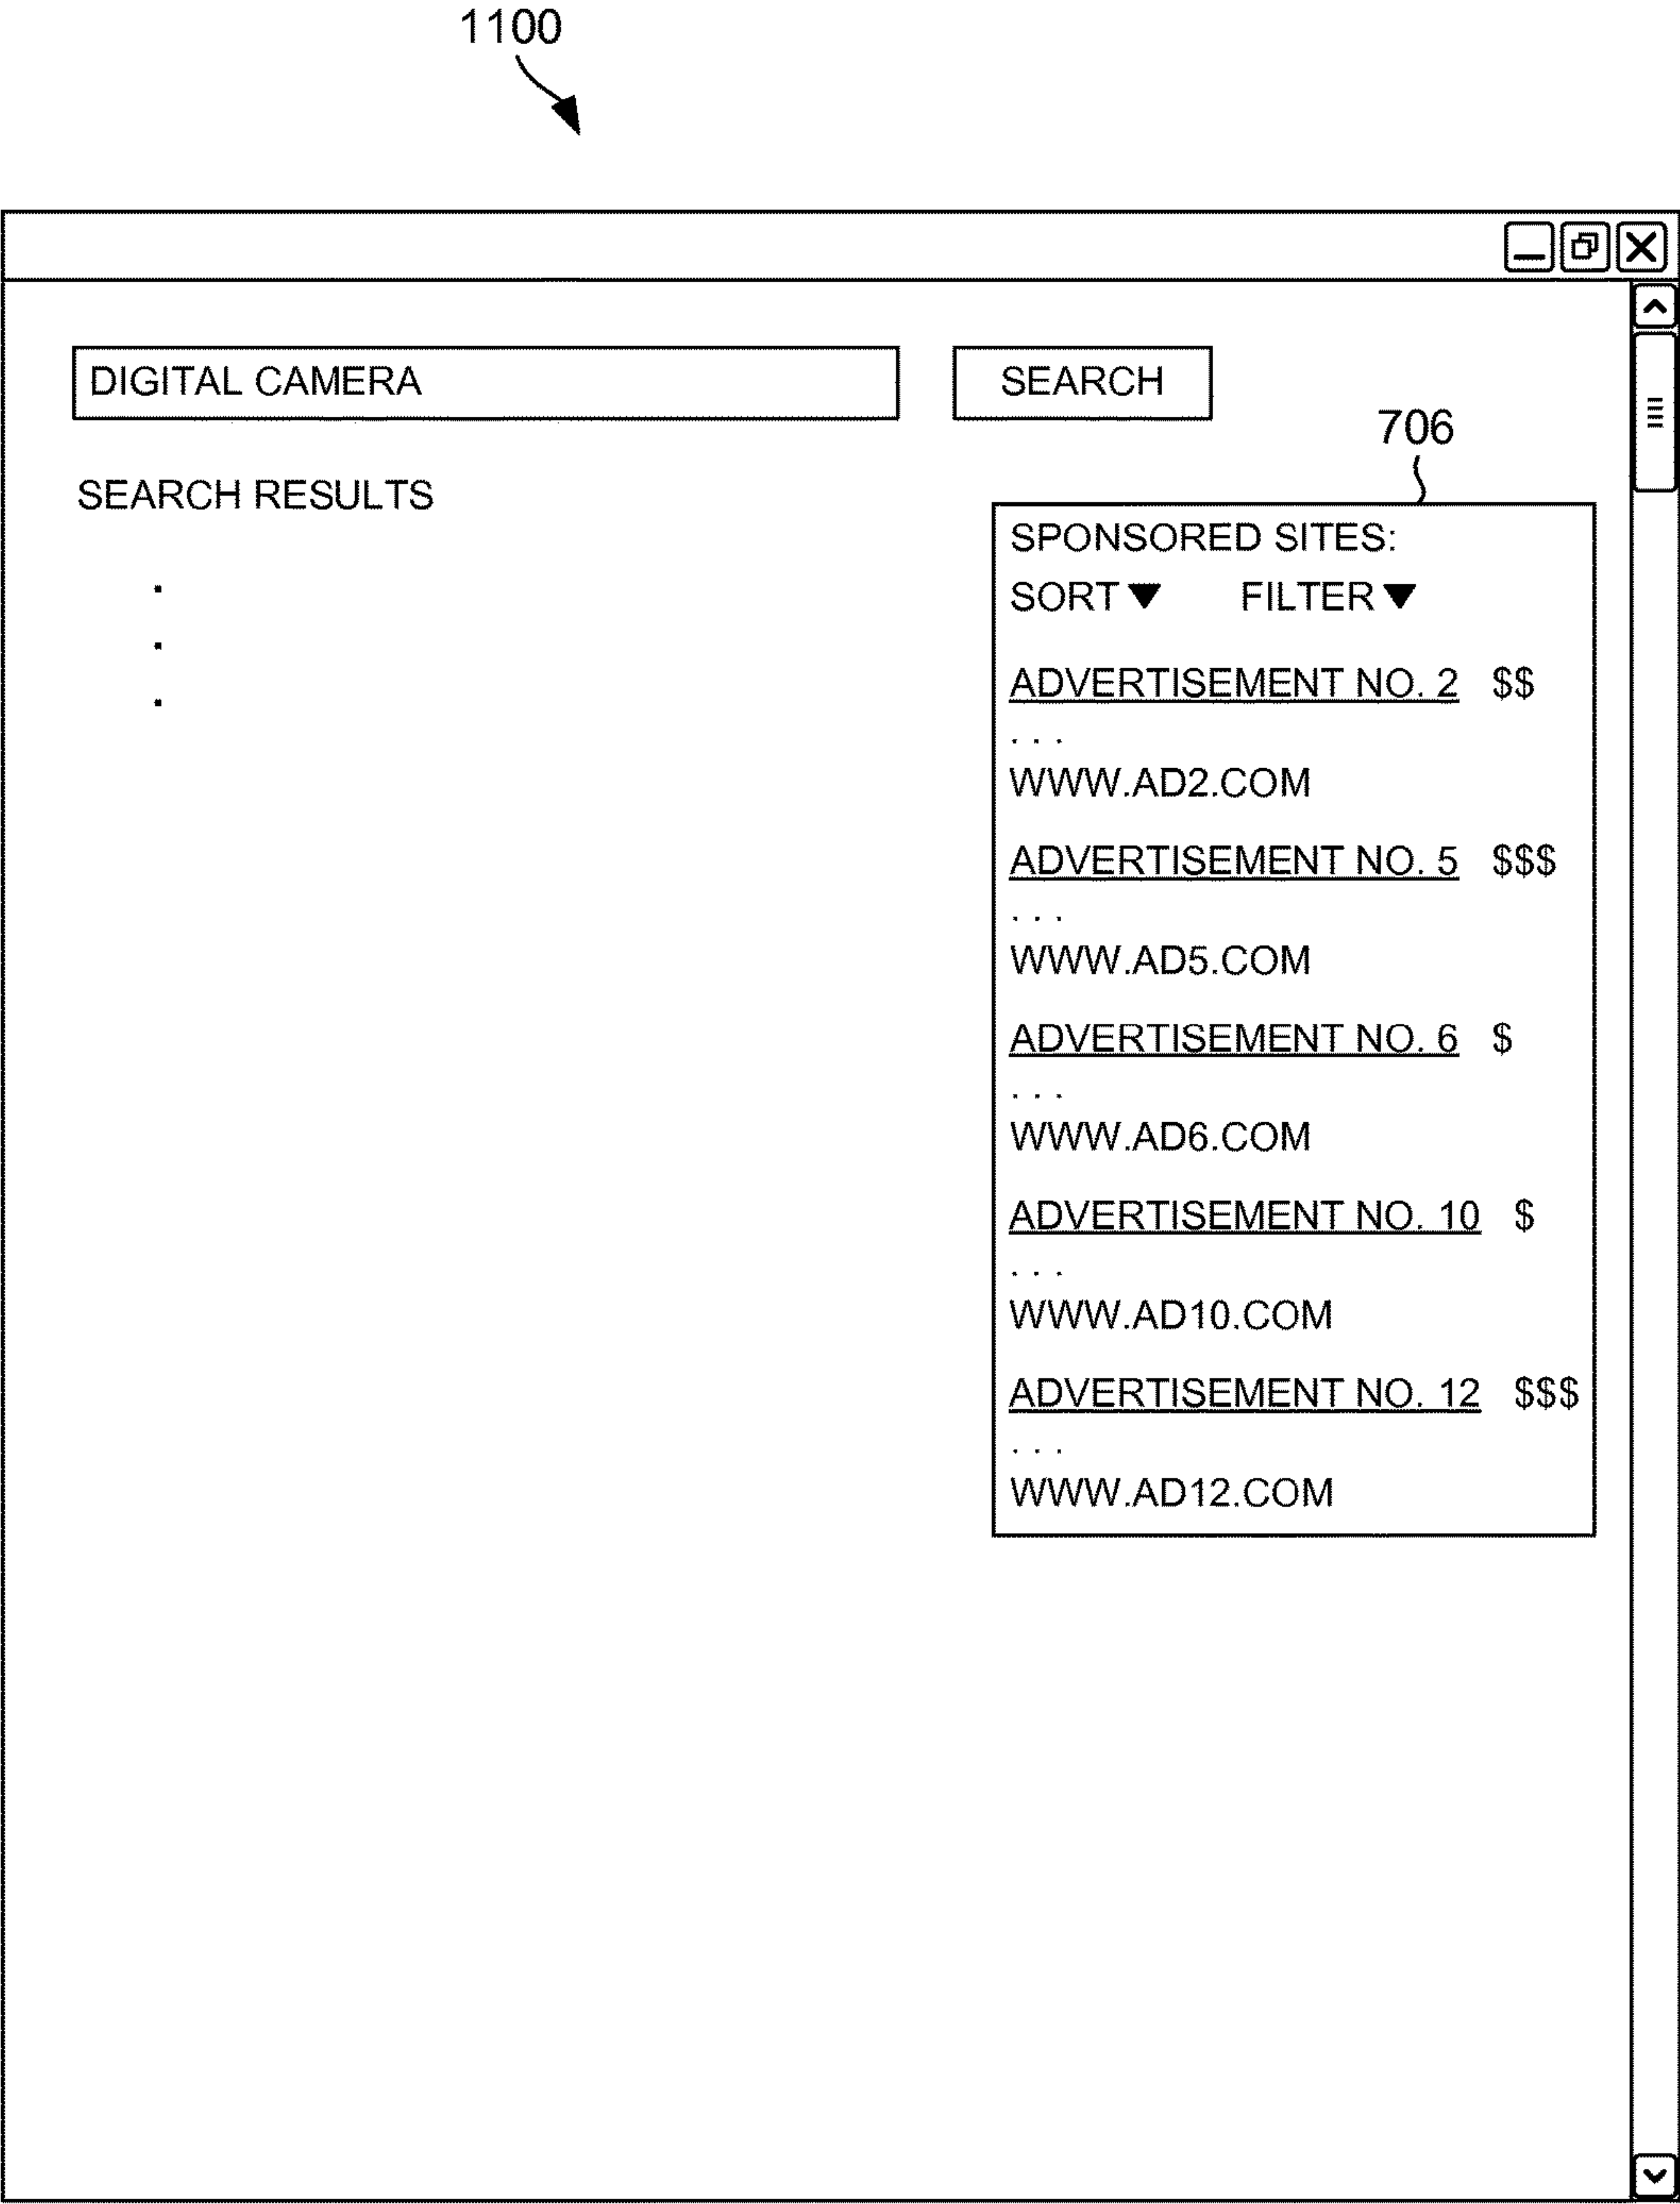 1100
DIGITAL CAMERA
SEARCH
706
SEARCH RESULTS
.
.
.
SPONSORED SITES:
SORT▼ FILTER▼
ADVERTISEMENT NO. 2 $$
. . .
WWW.AD2.COM
ADVERTISEMENT NO. 5 $$$
. . .
WWW.AD5.COM
ADVERTISEMENT NO. 6 $
. . .
WWW.AD6.COM
ADVERTISEMENT NO. 10 $
. . .
WWW.AD10.COM
ADVERTISEMENT NO. 12 $$$
. . .
WWW.AD12.COM